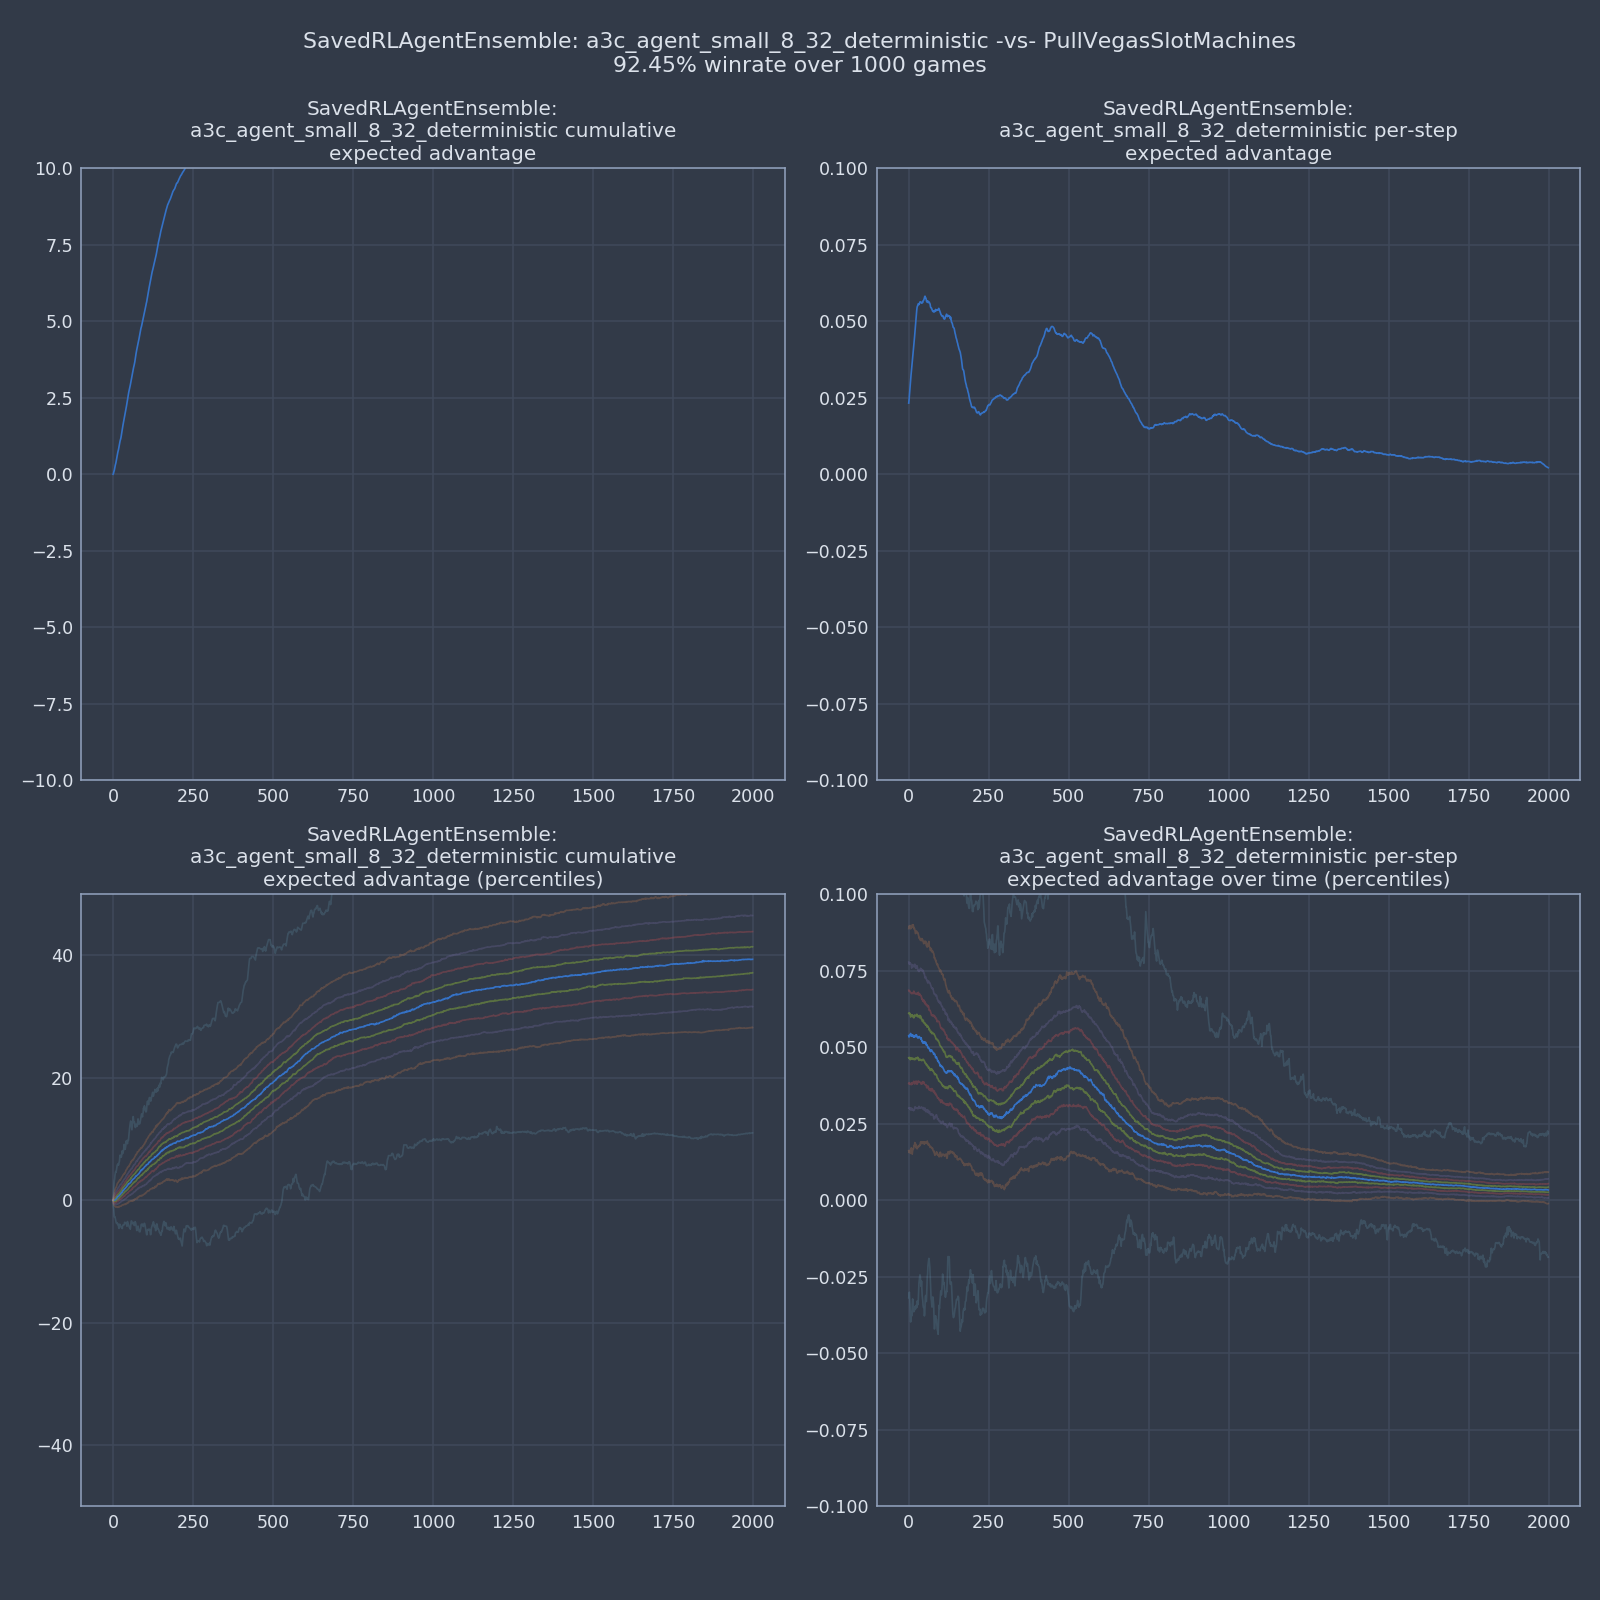 SavedRLAgentEnsemble: a3c_agent_small_8_32_deterministic -vs- PullVegasSlotMachines
92.45% winrate over 1000 games
SavedRLAgentEnsemble:
a3c_agent_small_8_32_deterministic cumulative
expected advantage
10.0
7.5
5.0
2.5
0.0
−2.5
−5.0
−7.5
−10.0
0 250 500 750 1000 1250 1500 1750 2000
SavedRLAgentEnsemble:
a3c_agent_small_8_32_deterministic per-step
expected advantage
0.100
0.075
0.050
0.025
0.000
−0.025
−0.050
−0.075
−0.100
0 250 500 750 1000 1250 1500 1750 2000
SavedRLAgentEnsemble:
a3c_agent_small_8_32_deterministic cumulative
expected advantage (percentiles)
40
20
0
−20
−40
0 250 500 750 1000 1250 1500 1750 2000
SavedRLAgentEnsemble:
a3c_agent_small_8_32_deterministic per-step
expected advantage over time (percentiles)
0.100
0.075
0.050
0.025
0.000
−0.025
−0.050
−0.075
−0.100
0 250 500 750 1000 1250 1500 1750 2000